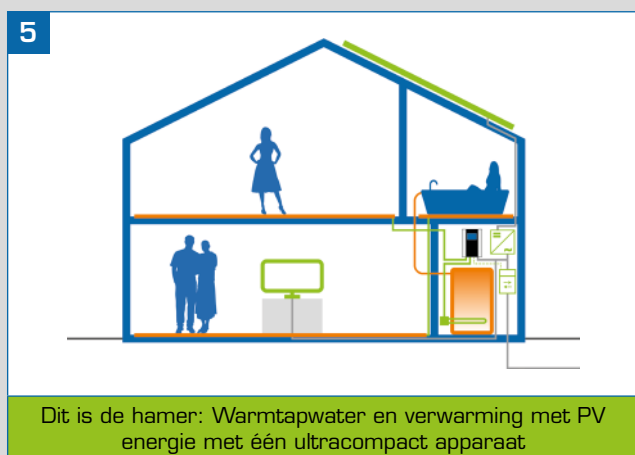 5
Dit is de hamer: Warmtapwater en verwarming met PV
energie met één ultracompact apparaat